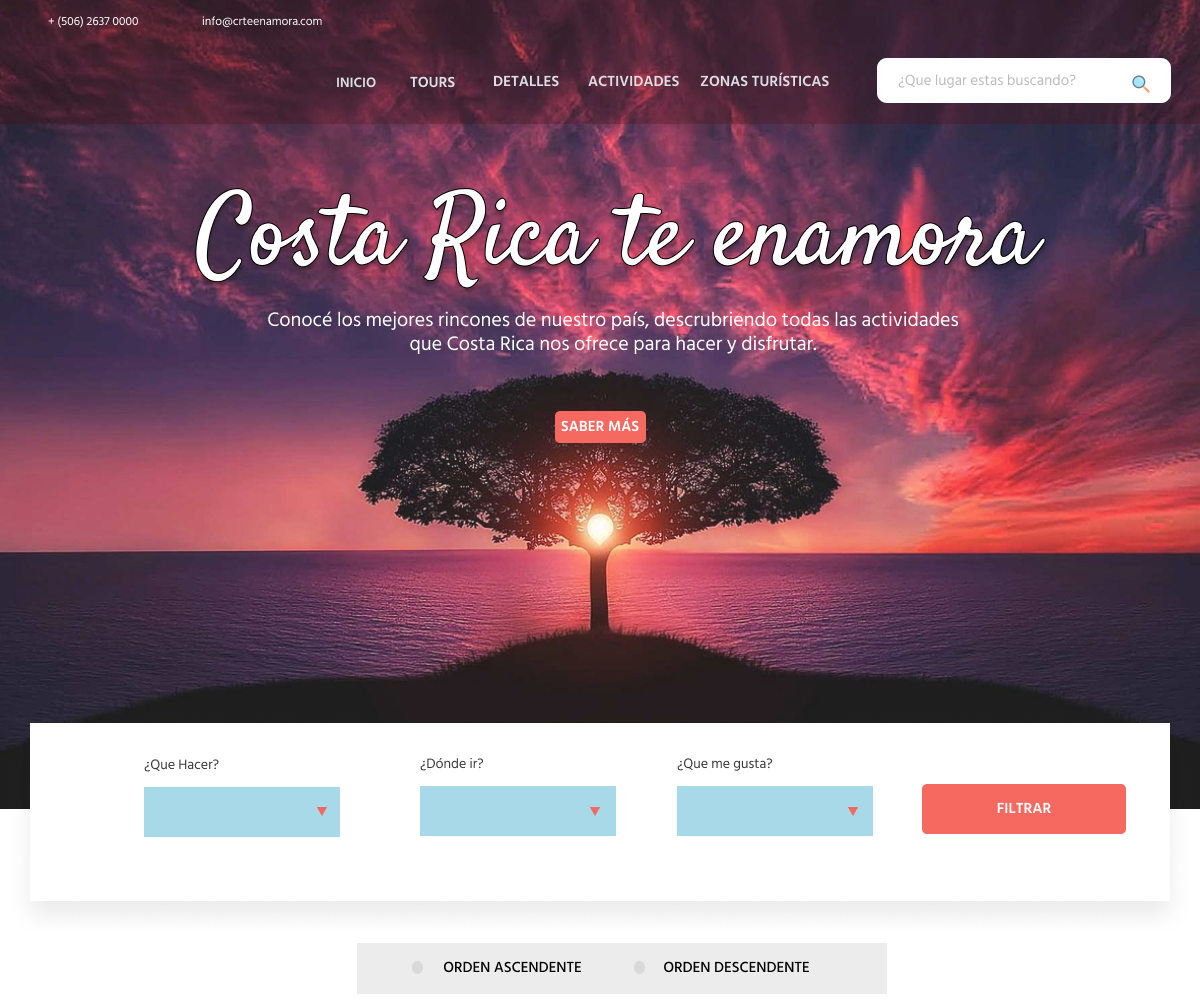 + (506) 2637 0000
info@crteenamora.com
INICIO
TOURS
DETALLES
ACTIVIDADES
ZONAS TURÍSTICAS
¿Que lugar estas buscando?
Costa Rica te enamora
Conocé los mejores rincones de nuestro país, descrubriendo todas las actividades
que Costa Rica nos ofrece para hacer y disfrutar.
SABER MÁS
¿Que Hacer?
¿Dónde ir?
¿Que me gusta?
FILTRAR
ORDEN ASCENDENTE
ORDEN DESCENDENTE